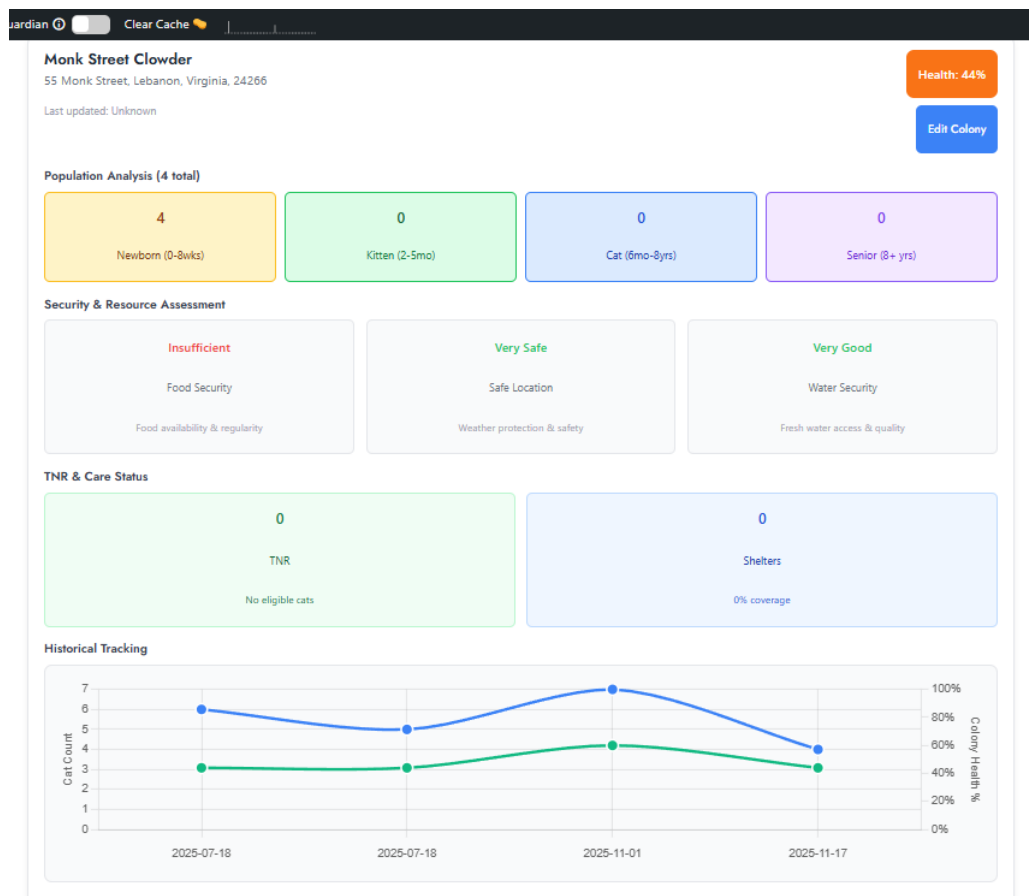 Clear Cache
Monk Street Clowder
55 Monk Street, Lebanon, Virginia, 24266
Health: 44%
Last updated: Unknown
Edit Colony
Population Analysis (4 total)
4
0
0
0
Newborn (0-8wks)
Kitten (2-5mo)
Cat (6mo-8yrs)
Senior (8+ yrs)
Security & Resource Assessment
Insufficient
Very Safe
Very Good
Food Security
Safe Location
Water Security
Food availability & regularity
Weather protection & safety
Fresh water access & quality
TNR & Care Status
0
0
TNR
Shelters
No eligible cats
0% coverage
Historical Tracking
7
6
5
4
3
2
1
0
Cat Count
100%
80%
60%
40%
20%
0%
Colony Health %
2025-07-18
2025-07-18
2025-11-01
2025-11-17